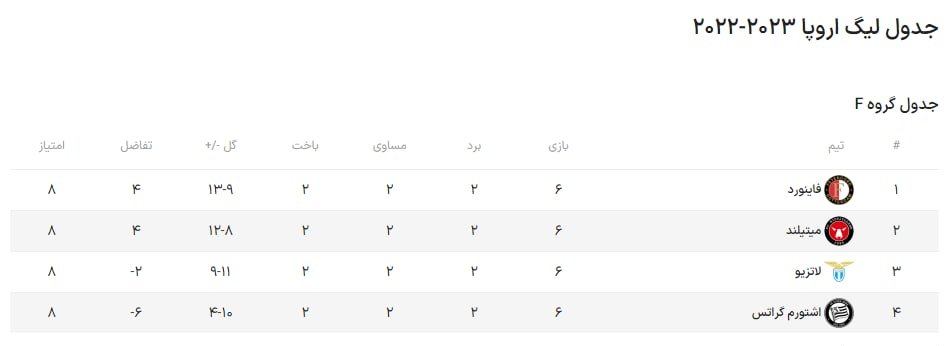 جدول لیگ اروپا ۲۰۲۳-۲۰۲۲
جدول گروه F
# تیم بازی برد مساوی باخت گل -/+ تفاضل امتیاز
۱ فاینورد ۶ ۲ ۲ ۲ ۱۳-۹ ۴ ۸
۲ میتیلند ۶ ۲ ۲ ۲ ۱۲-۸ ۴ ۸
۳ لاتزیو ۶ ۲ ۲ ۲ ۹-۱۱ -۲ ۸
۴ اشتورم گراتس ۶ ۲ ۲ ۲ ۴-۱۰ -۶ ۸